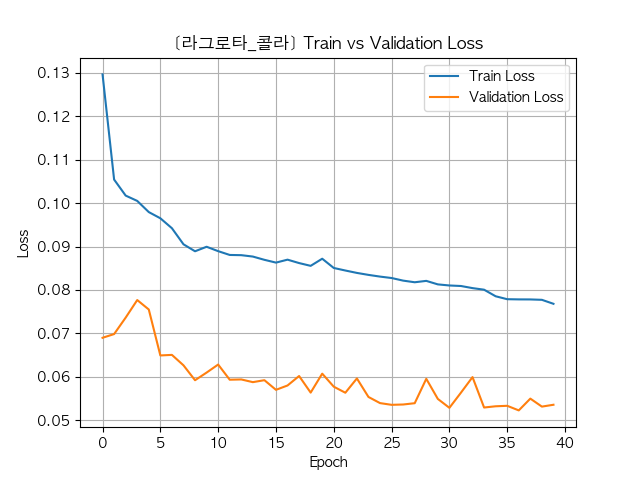 [라그로타_콜라] Train vs Validation Loss
Train Loss
Validation Loss
Loss
0.13
0.12
0.11
0.10
0.09
0.08
0.07
0.06
0.05
0 5 10 15 20 25 30 35 40
Epoch